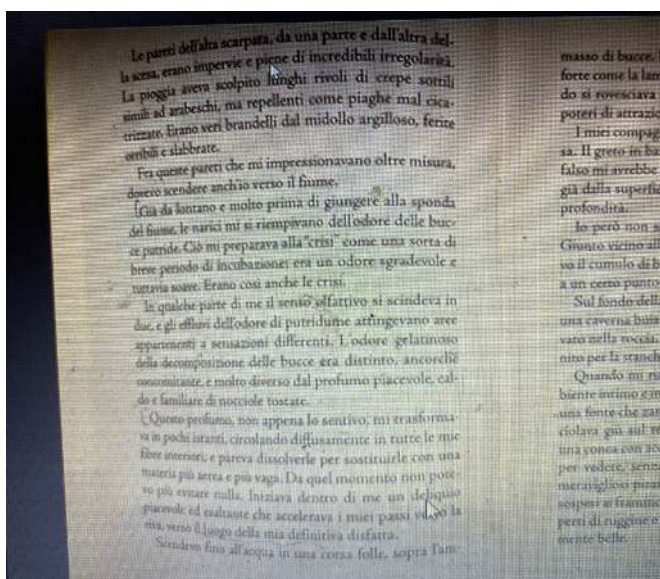 Le pareti dell'alta scarpata, da una parte e dall'altra del-
la scesa, erano impervie e piene di incredibili irregolarità.
La pioggia aveva scolpito lunghi rivoli di crepe sottili
simili ad arabeschi, ma repellenti come piaghe mal cica-
trizzate. Erano veri brandelli dal midollo argilloso, ferite
orribili e slabbrate.
Fra queste pareti che mi impressionavano oltre misura,
dovevo scendere anch'io verso il fiume.
Già da lontano e molto prima di giungere alla sponda
del fiume, le narici mi si riempivano dell'odore delle buc-
ce putride. Ciò mi preparava alla "crisi" come una sorta di
breve periodo di incubazione: era un odore sgradevole e
tuttavia soave. Erano così anche le crisi.
In qualche parte di me il senso olfattivo si scindeva in
due, e gli effluvi dell'odore di putridume attingevano aree
appartenenti a sensazioni differenti. L'odore gelatinoso
della decomposizione delle bucce era distinto, ancorché
concomitante, e molto diverso dal profumo piacevole, cal-
do e familiare di nocciole tostate.
Questo profumo, non appena lo sentivo, mi trasforma-
va in pochi istanti, circolando diffusamente in tutte le mie
fibre interiori, e pareva dissolverle per sostituirle con una
materia più aerea e più vaga. Da quel momento non pote-
vo più evitare nulla. Iniziava dentro di me un deliquio
piacevole ed esaltante che accelerava i miei passi verso la
riva, verso il luogo della mia definitiva disfatta.
Scendevo fino all'acqua in una corsa folle, sopra l'am-
masso di bucce,
forte come la
do si rovesciava
poteri di
I miei
sa. Il greto in
falso mi avrebbe
già dalla
profondità.
Io però non
Giunto vicino
vo il cumulo di
a un certo punto
Sul fondo
una caverna buia
vato nella roccia.
nito per la
Quando mi
biente intimo e
una fonte che
ciolava giù sul
una conca con
per vedere,
sospesi ai
perti di ruggine e
mente belle.